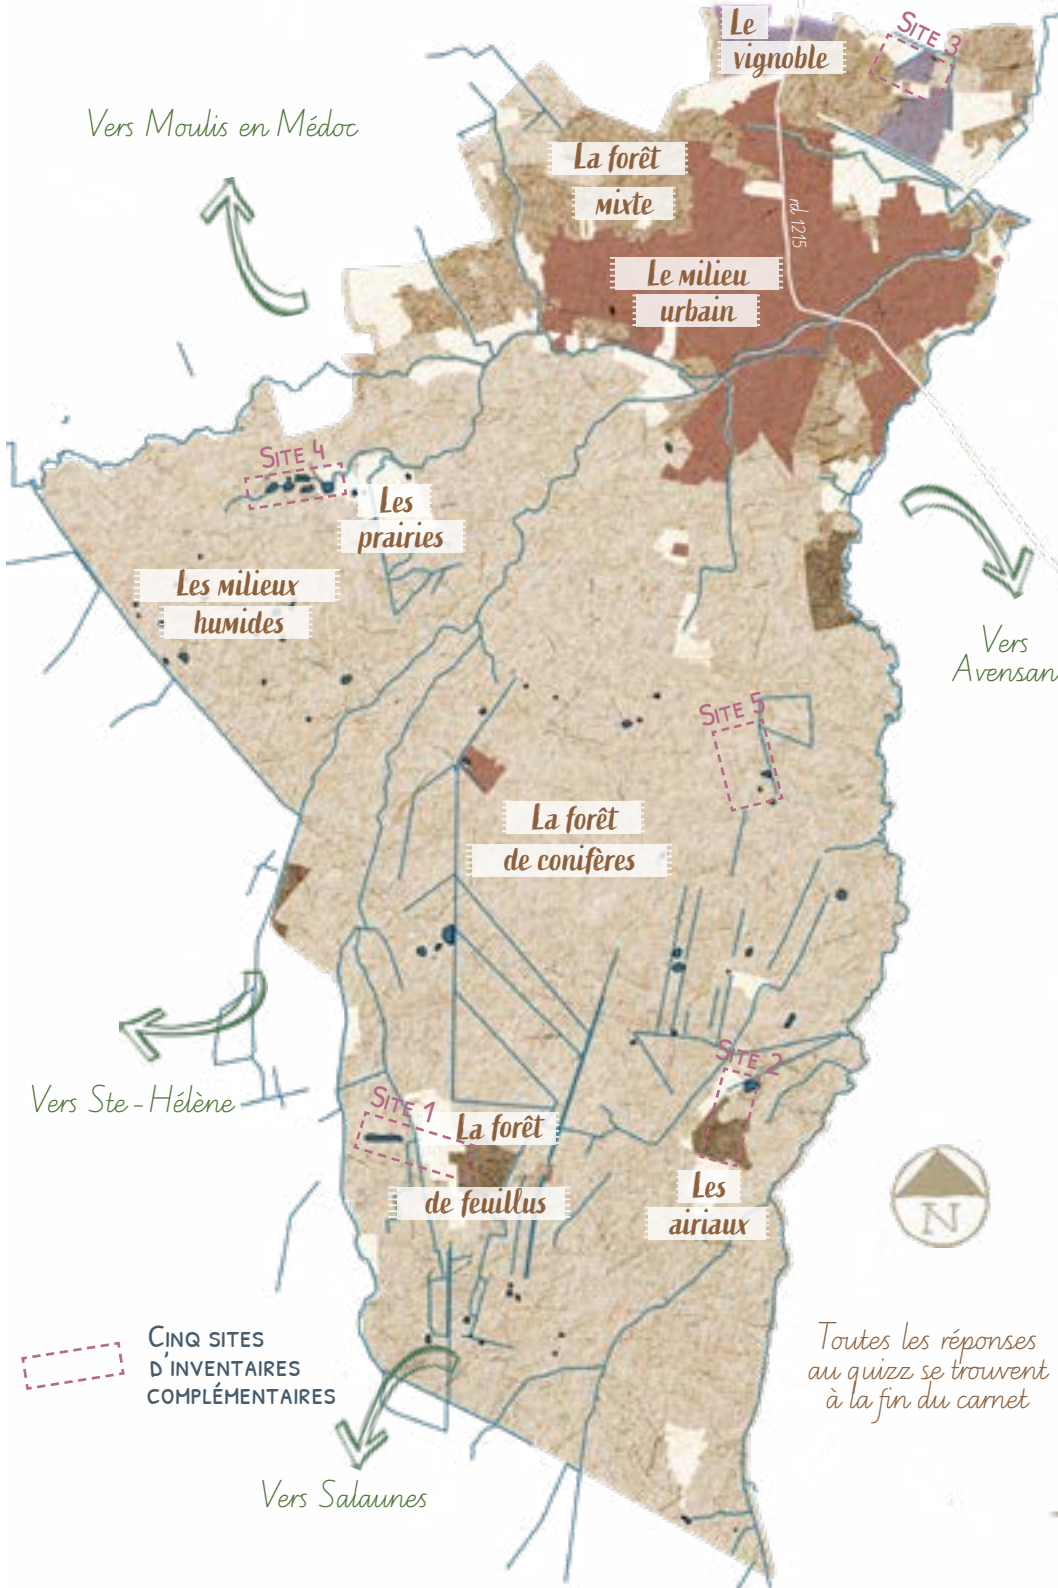 Le
vignoble
SITE 3
Vers Moulis en Médoc
La forêt
mixte
rd 1215
Le milieu
urbain
SITE 4
Les
prairies
Les milieux
humides
Vers
Avensan
SITE 5
La forêt
de conifères
SITE 2
Vers Ste-Hélène
SITE 1
La forêt
de feuillus
Les
airiaux
N
CINQ SITES
D'INVENTAIRES
COMPLÉMENTAIRES
Toutes les réponses
au quizz se trouvent
à la fin du carnet
Vers Salaunes